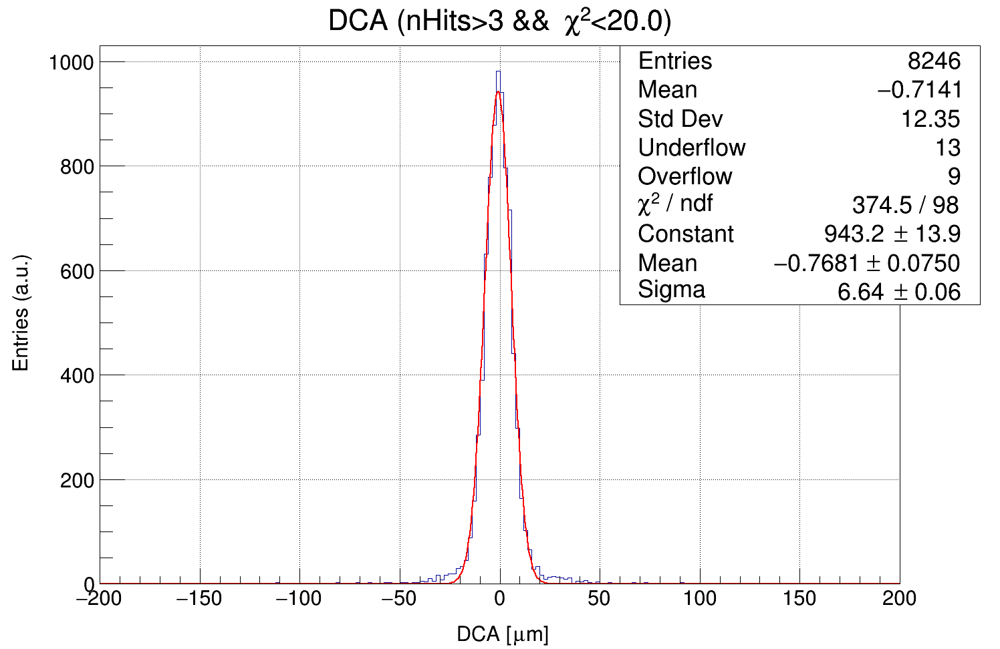 DCA (nHits>3 && χ²<20.0)
Entries 8246
Mean −0.7141
Std Dev 12.35
Underflow 13
Overflow 9
χ² / ndf 374.5 / 98
Constant 943.2 ± 13.9
Mean −0.7681 ± 0.0750
Sigma 6.64 ± 0.06
Entries (a.u.)
1000
800
600
400
200
0
−200 −150 −100 −50 0 50 100 150 200
DCA [μm]